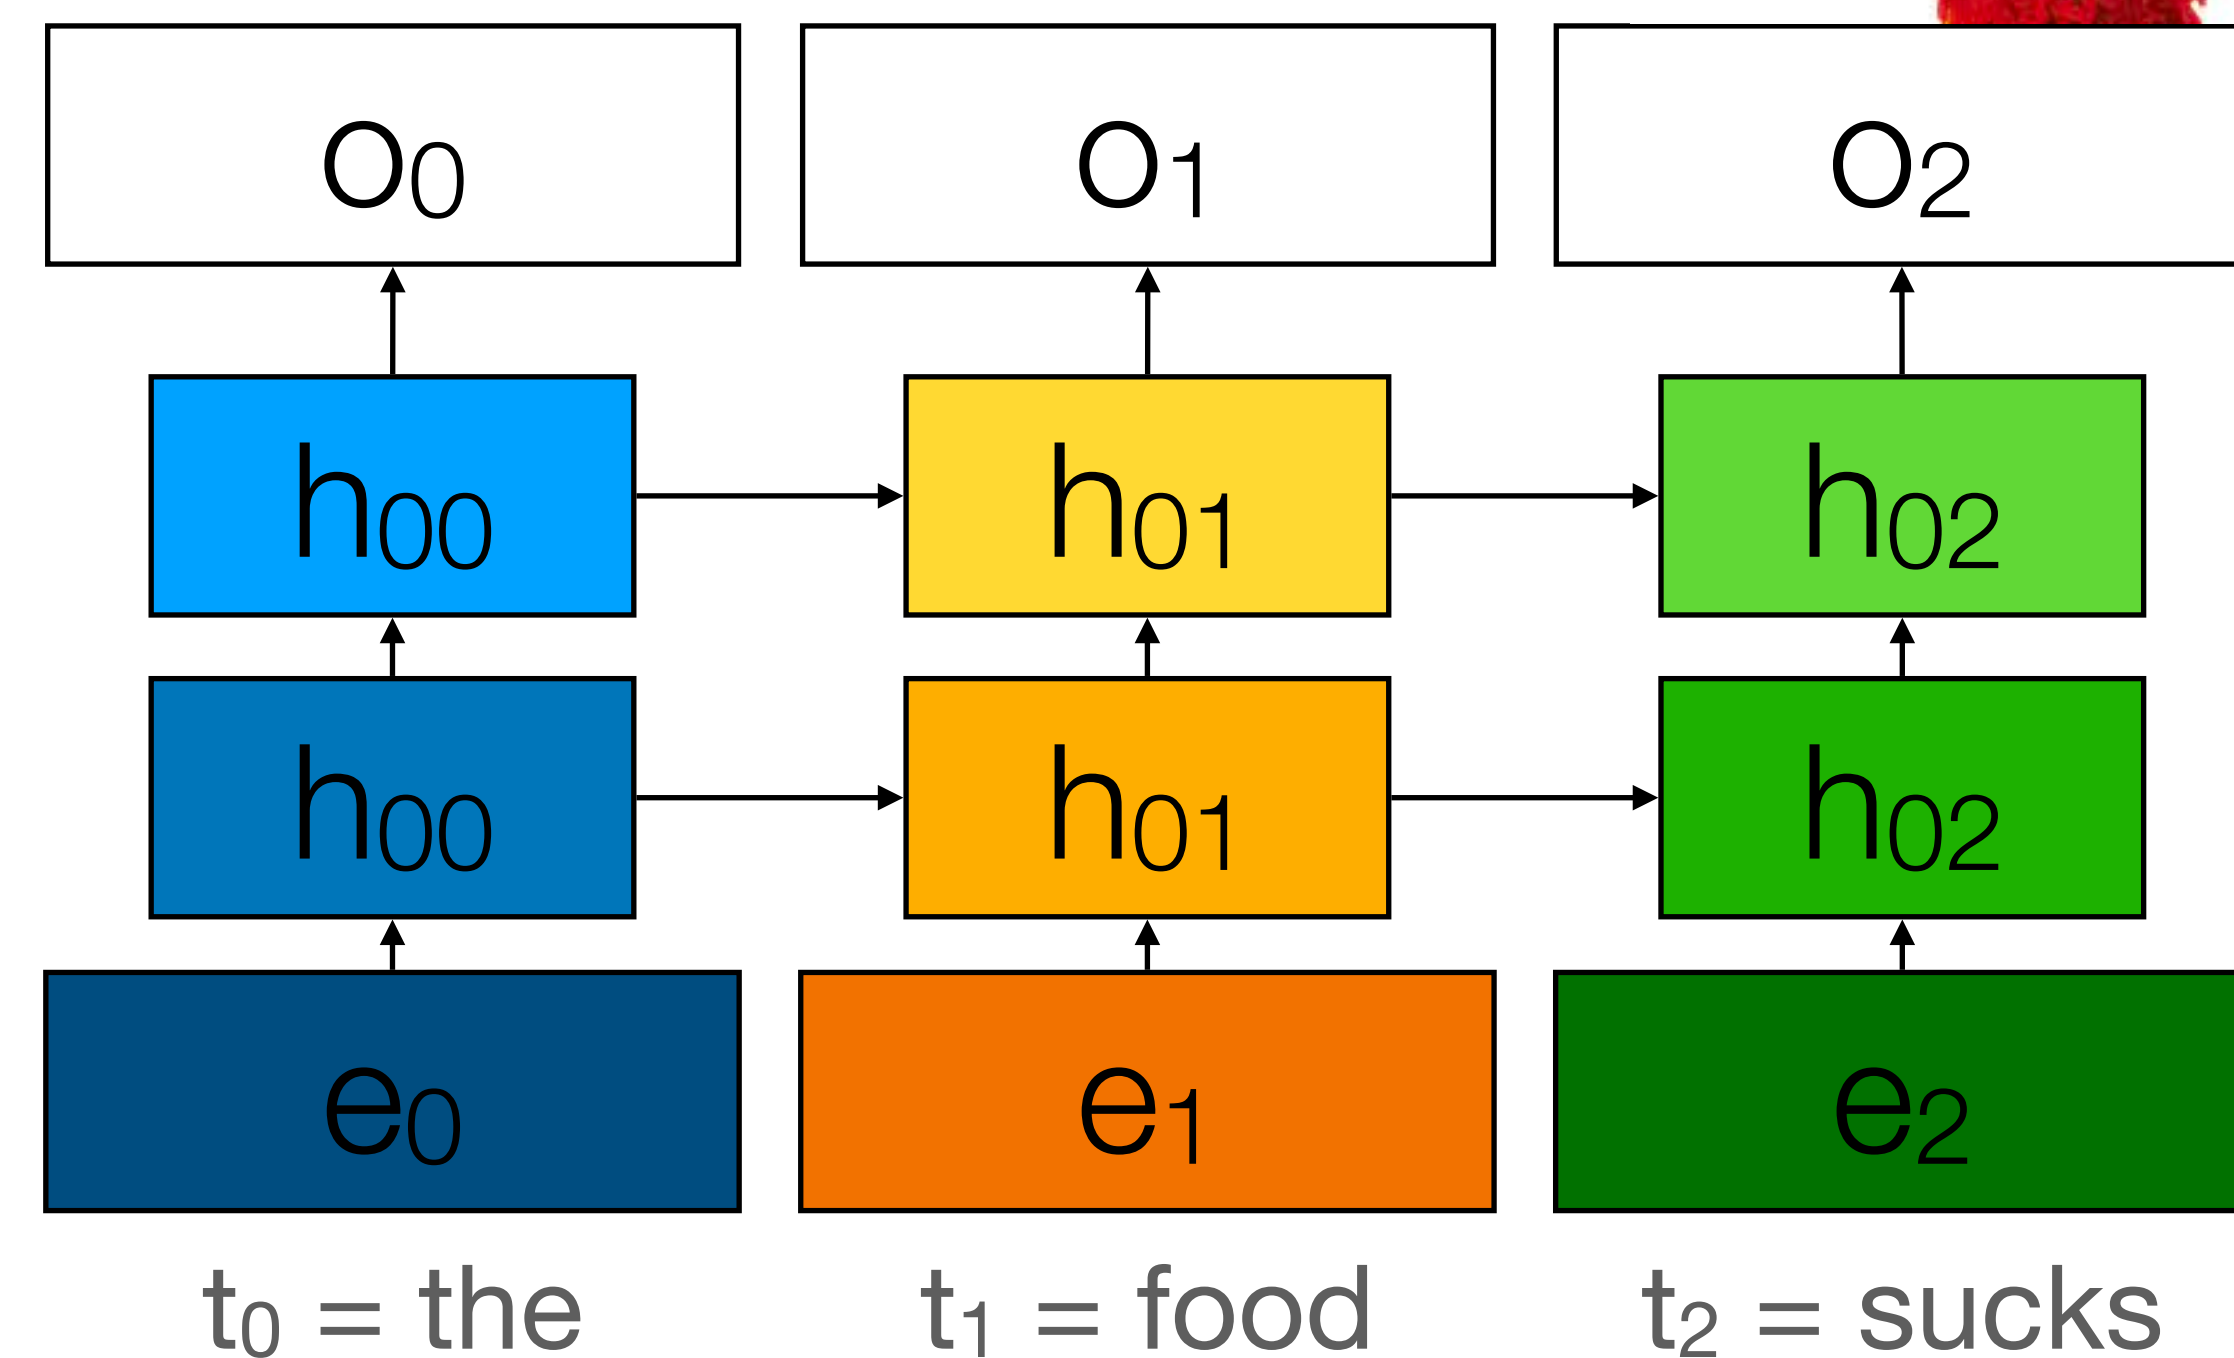 o₀ o₁ o₂
h₀₀ h₀₁ h₀₂
h₀₀ h₀₁ h₀₂
e₀ e₁ e₂
t₀ = the t₁ = food t₂ = sucks